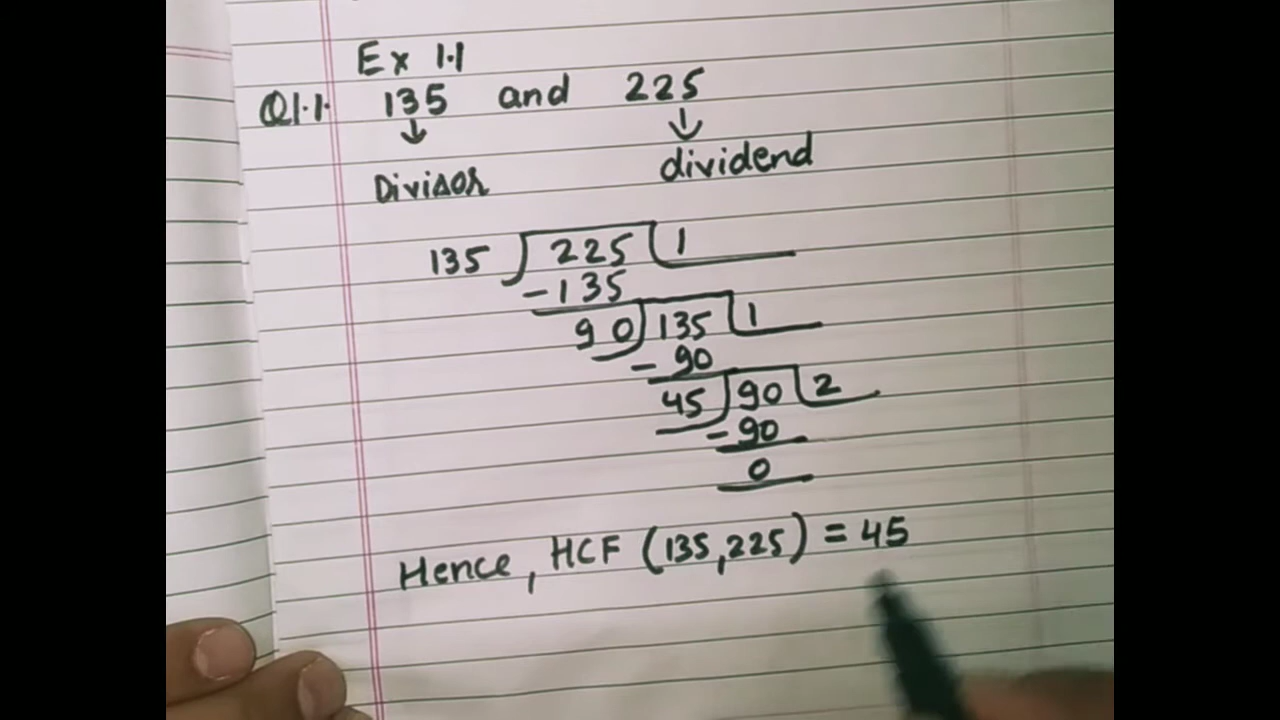 Ex 1.1
Q1.1. 135 and 225
↓ ↓
Divisor dividend
135 225 1
-135
90 135 1
- 90
45 90 2
- 90
0
Hence, HCF (135,225) = 45